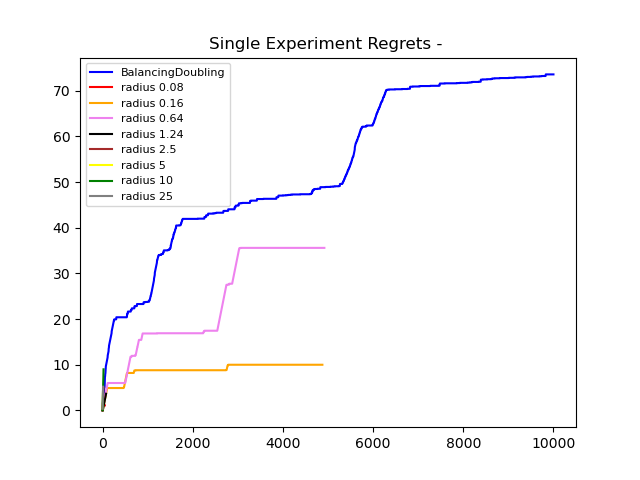 Single Experiment Regrets -
BalancingDoubling
radius 0.08
radius 0.16
radius 0.64
radius 1.24
radius 2.5
radius 5
radius 10
radius 25
70
60
50
40
30
20
10
0
0 2000 4000 6000 8000 10000